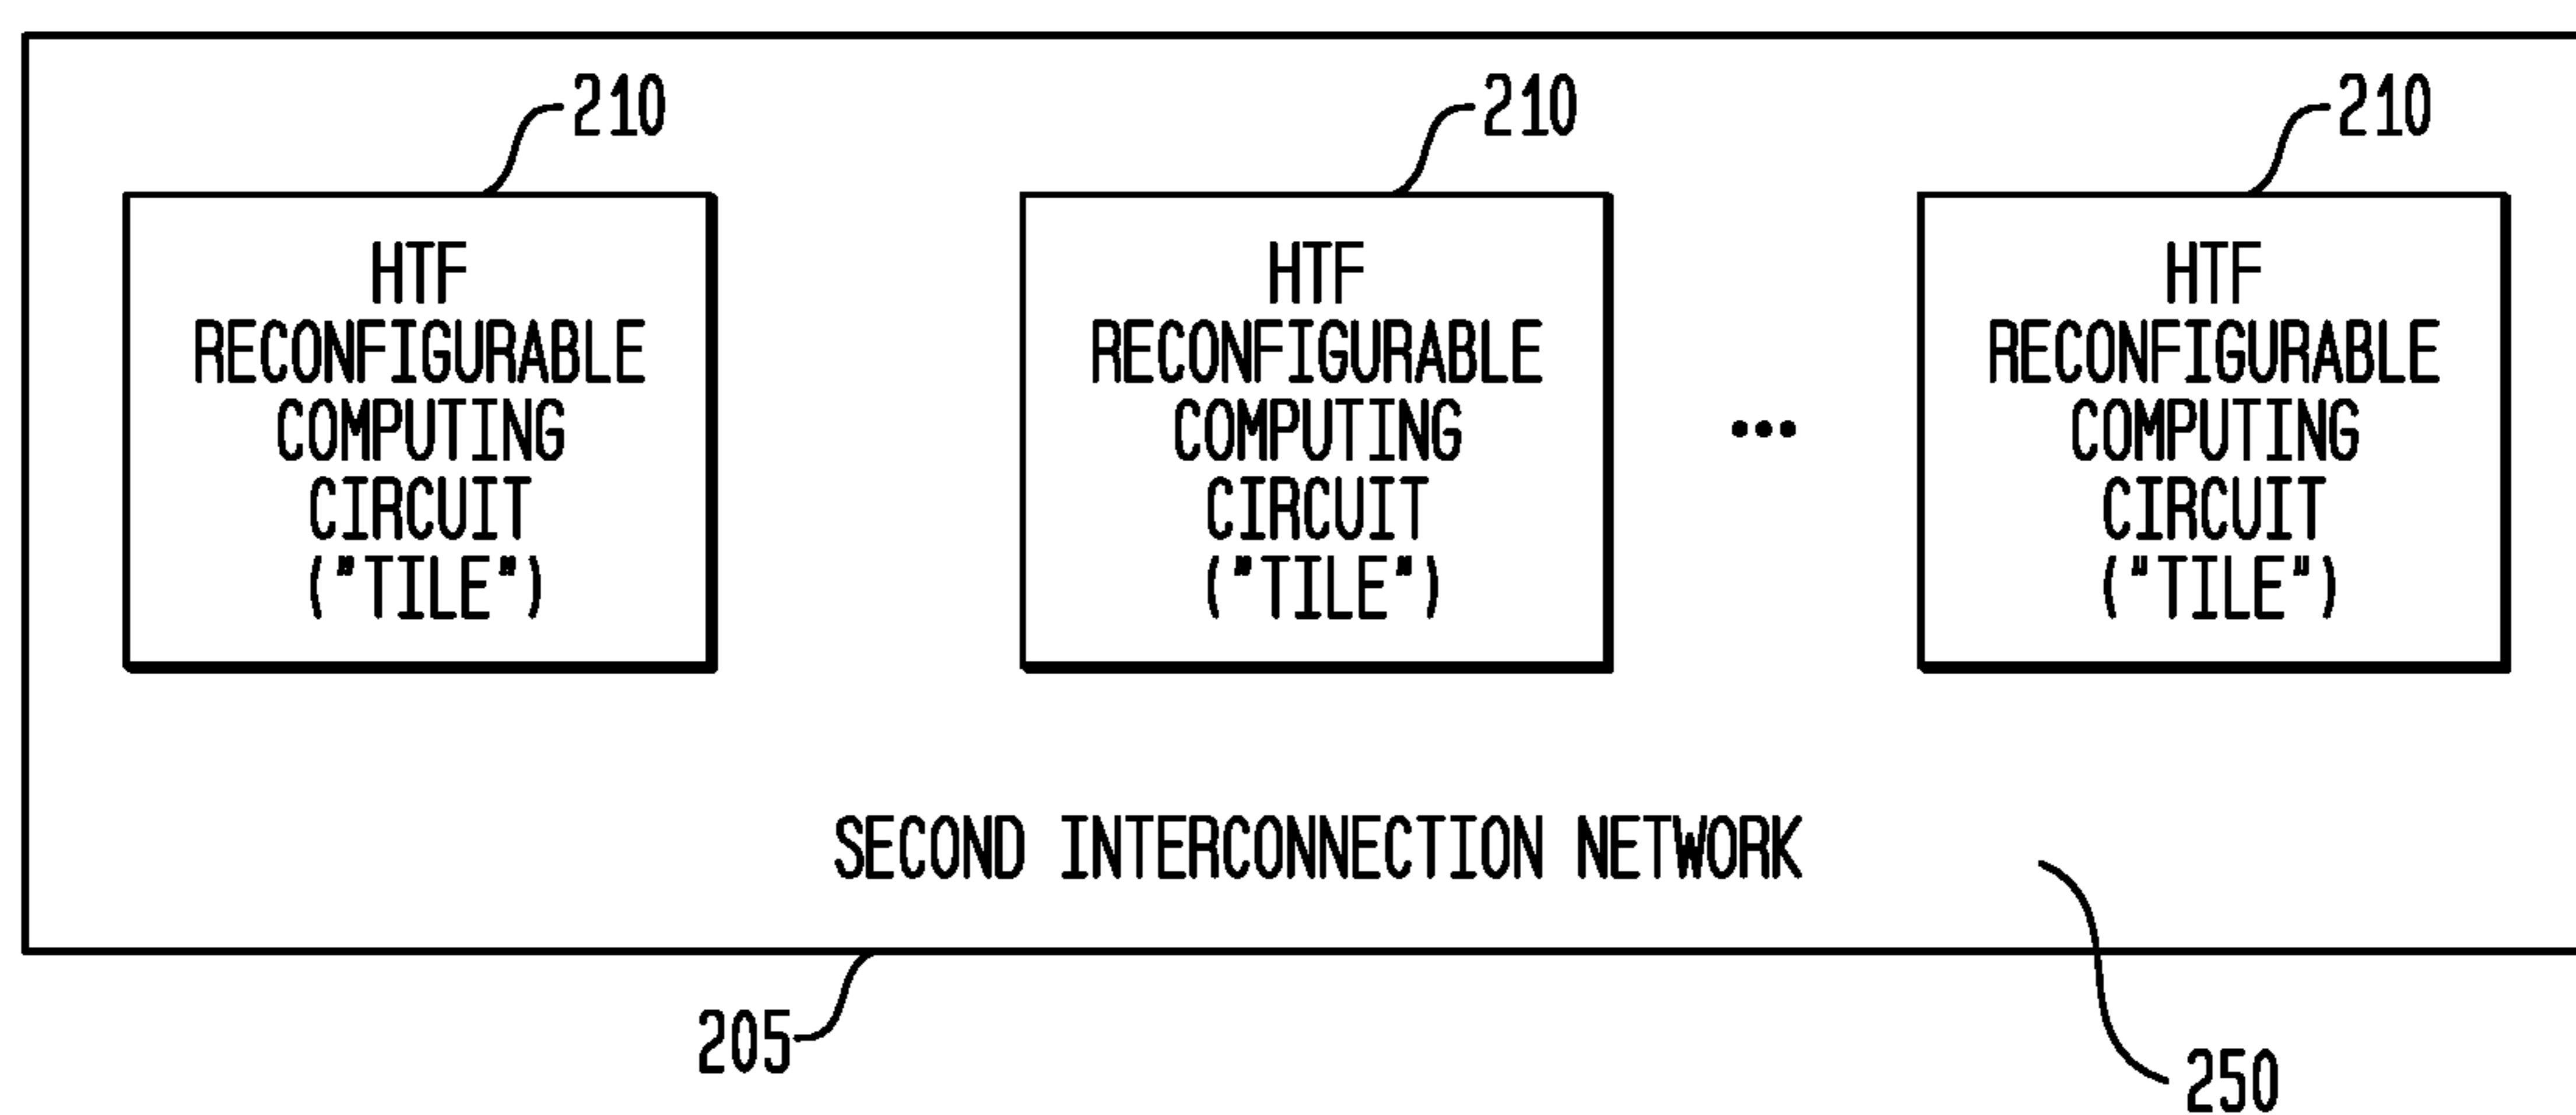 210
210
210
HTF
RECONFIGURABLE
COMPUTING
CIRCUIT
("TILE")
HTF
RECONFIGURABLE
COMPUTING
CIRCUIT
("TILE")
...
HTF
RECONFIGURABLE
COMPUTING
CIRCUIT
("TILE")
SECOND INTERCONNECTION NETWORK
205
250